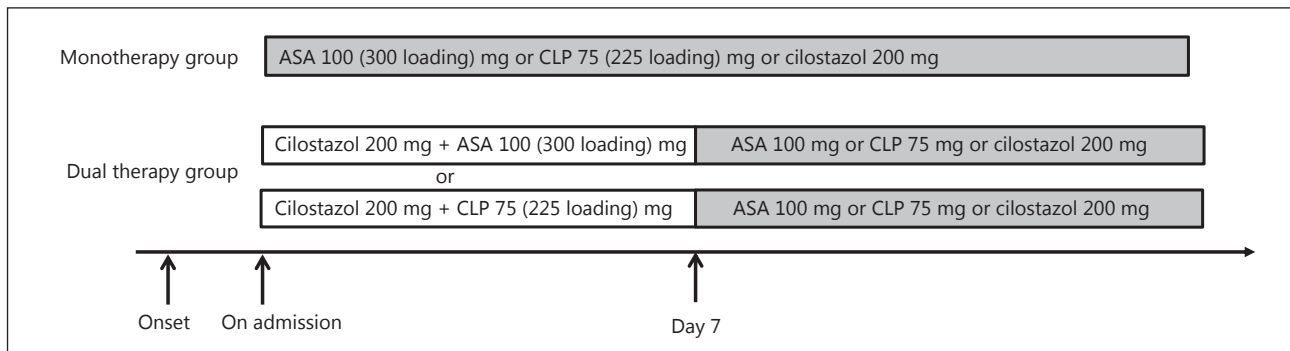 Monotherapy group
ASA 100 (300 loading) mg or CLP 75 (225 loading) mg or cilostazol 200 mg
Dual therapy group
Cilostazol 200 mg + ASA 100 (300 loading) mg
ASA 100 mg or CLP 75 mg or cilostazol 200 mg
or
Cilostazol 200 mg + CLP 75 (225 loading) mg
ASA 100 mg or CLP 75 mg or cilostazol 200 mg
Onset
On admission
Day 7